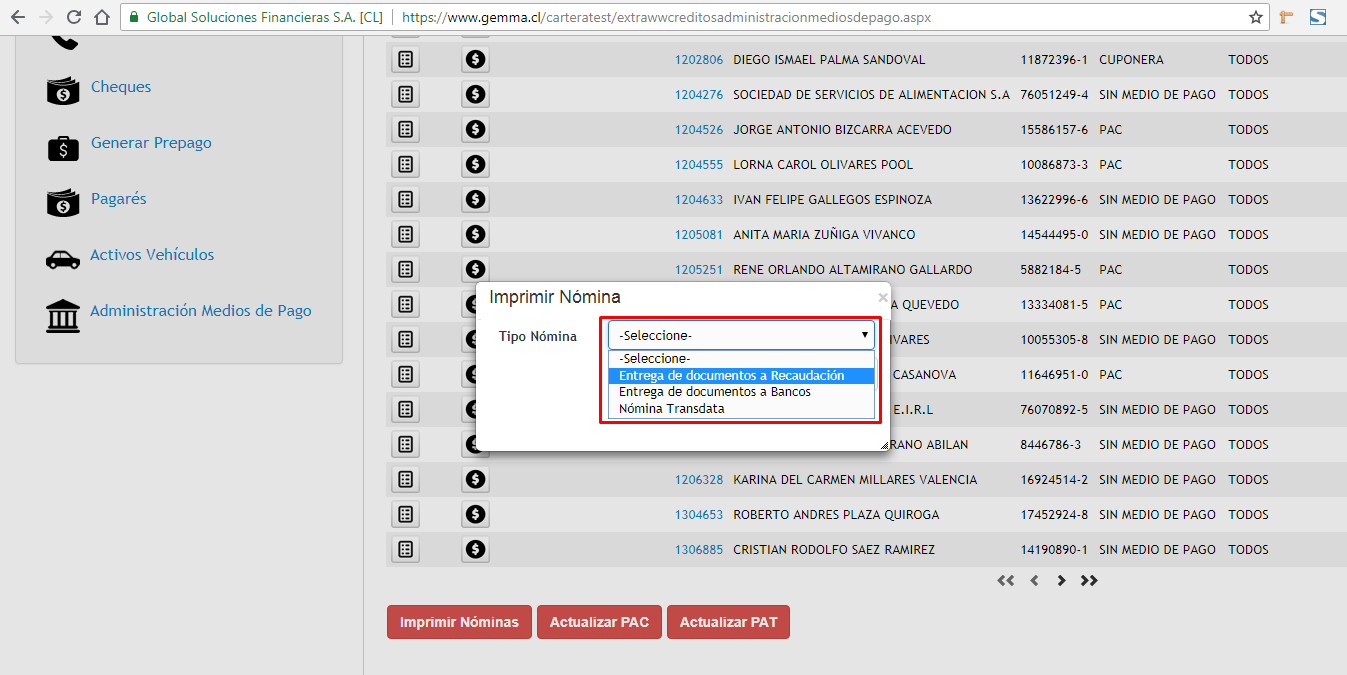 Global Soluciones Financieras S.A. [CL] https://www.gemma.cl/carteratest/extrawwcreditosadministracionmediosdepago.aspx
Cheques
Generar Prepago
Pagarés
Activos Vehículos
Administración Medios de Pago
1202806 DIEGO ISMAEL PALMA SANDOVAL 11872396-1 CUPONERA TODOS
1204276 SOCIEDAD DE SERVICIOS DE ALIMENTACION S.A 76051249-4 SIN MEDIO DE PAGO TODOS
1204526 JORGE ANTONIO BIZCARRA ACEVEDO 15586157-6 PAC TODOS
1204555 LORNA CAROL OLIVARES POOL 10086873-3 PAC TODOS
1204633 IVAN FELIPE GALLEGOS ESPINOZA 13622996-6 SIN MEDIO DE PAGO TODOS
1205081 ANITA MARIA ZUÑIGA VIVANCO 14544495-0 SIN MEDIO DE PAGO TODOS
1205251 RENE ORLANDO ALTAMIRANO GALLARDO 5882184-5 PAC TODOS
A QUEVEDO 13334081-5 PAC TODOS
IVARES 10055305-8 SIN MEDIO DE PAGO TODOS
CASANOVA 11646951-0 PAC TODOS
E.I.R.L 76070892-5 SIN MEDIO DE PAGO TODOS
RANO ABILAN 8446786-3 SIN MEDIO DE PAGO TODOS
1206328 KARINA DEL CARMEN MILLARES VALENCIA 16924514-2 SIN MEDIO DE PAGO TODOS
1304653 ROBERTO ANDRES PLAZA QUIROGA 17452924-8 SIN MEDIO DE PAGO TODOS
1306885 CRISTIAN RODOLFO SAEZ RAMIREZ 14190890-1 SIN MEDIO DE PAGO TODOS
Imprimir Nómina ×
Tipo Nómina -Seleccione-
-Seleccione-
Entrega de documentos a Recaudación
Entrega de documentos a Bancos
Nómina Transdata
Imprimir Nóminas Actualizar PAC Actualizar PAT